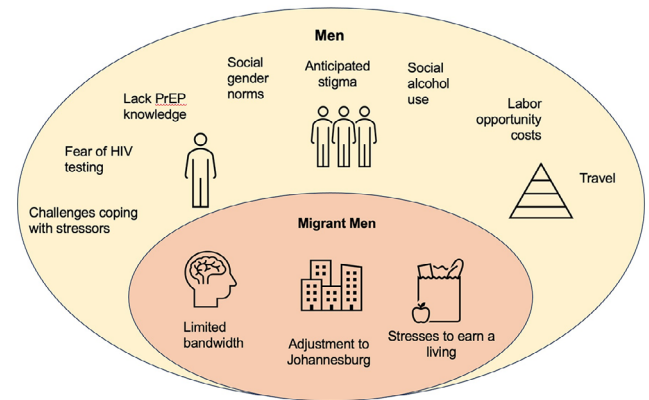 Men
Social
gender
norms
Anticipated
stigma
Social
alcohol
use
Lack PrEP
knowledge
Labor
opportunity
costs
Fear of HIV
testing
Travel
Challenges coping
with stressors
Migrant Men
Limited
bandwidth
Adjustment to
Johannesburg
Stresses to earn a
living